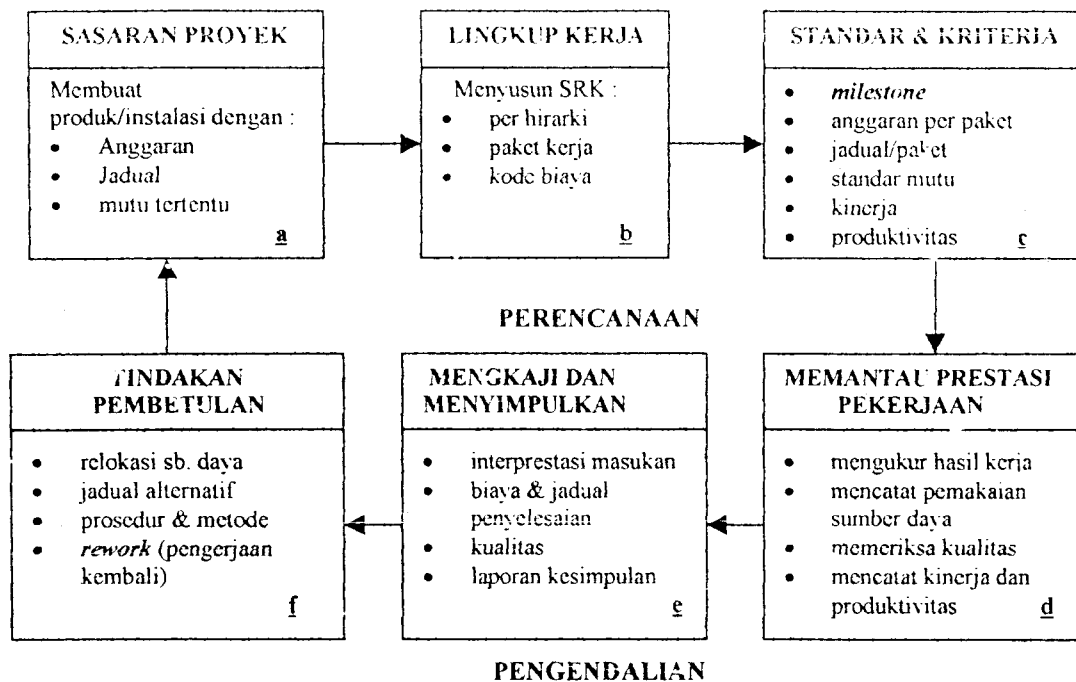 SASARAN PROYEK
Membuat
produk/instalasi dengan :
• Anggaran
• Jadual
• mutu tertentu
a
LINGKUP KERJA
Menyusun SRK :
• per hirarki
• paket kerja
• kode biaya
b
STANDAR & KRITERIA
• milestone
• anggaran per paket
• jadual/paket
• standar mutu
• kinerja
• produktivitas
c
PERENCANAAN
TINDAKAN
PEMBETULAN
• relokasi sb. daya
• jadual alternatif
• prosedur & metode
• rework (pengerjaan
kembali)
f
MENGKAJI DAN
MENYIMPULKAN
• interprestasi masukan
• biaya & jadual
penyelesaian
• kualitas
• laporan kesimpulan
e
MEMANTAU PRESTASI
PEKERJAAN
• mengukur hasil kerja
• mencatat pemakaian
sumber daya
• memeriksa kualitas
• mencatat kinerja dan
produktivitas
d
PENGENDALIAN